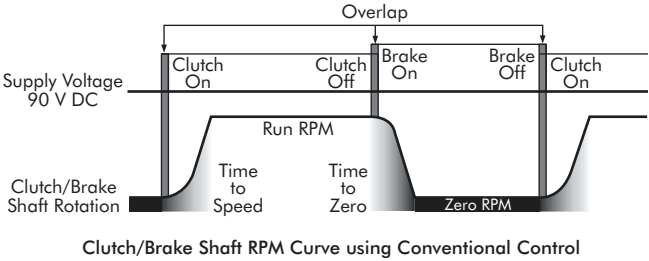 Overlap
Clutch
On
Clutch
Off
Brake
On
Brake
Off
Clutch
On
Supply Voltage
90 V DC
Run RPM
Time
to
Speed
Time
to
Zero
Clutch/Brake
Shaft Rotation
Zero RPM
Clutch/Brake Shaft RPM Curve using Conventional Control